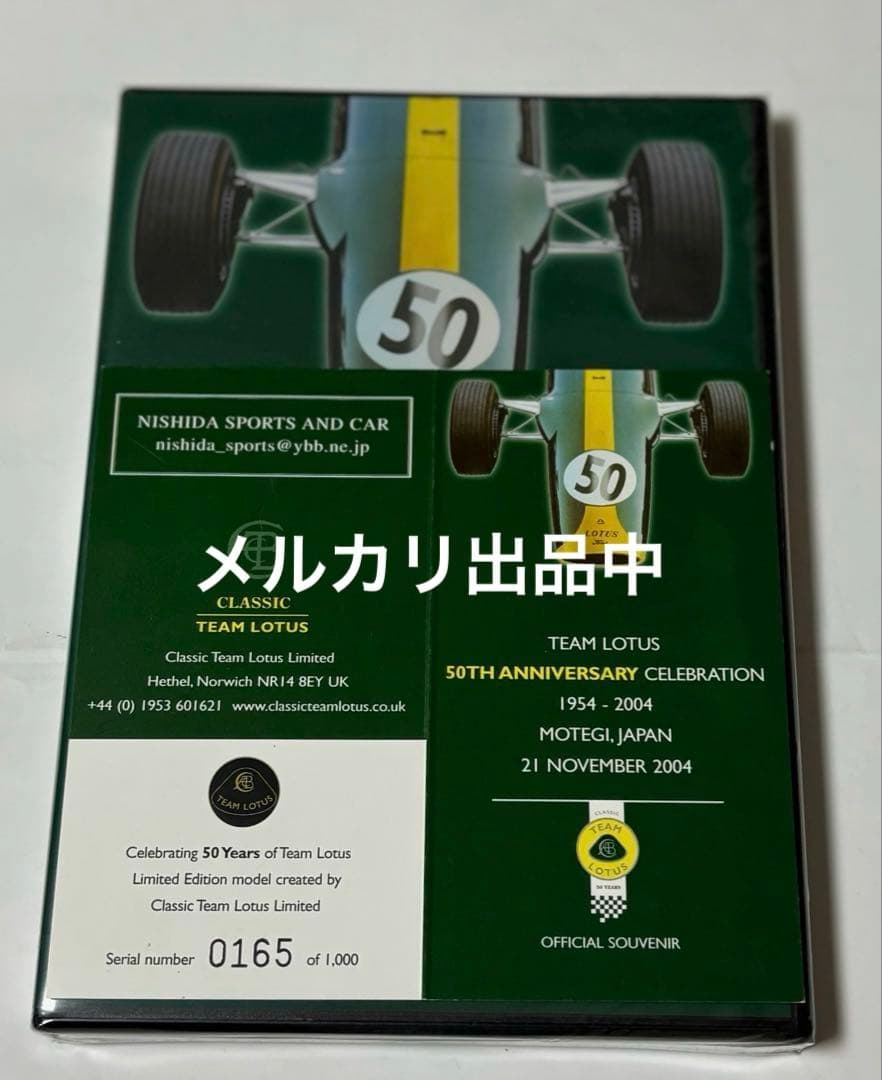 50
NISHIDA SPORTS AND CAR
nishida_sports@ybb.ne.jp
50
LOTUS
メルカリ出品中
CLASSIC
TEAM LOTUS
Classic Team Lotus Limited
Hethel, Norwich NR14 8EY UK
+44 (0) 1953 601621 www.classicteamlotus.co.uk
TEAM LOTUS
50TH ANNIVERSARY CELEBRATION
1954 - 2004
MOTEGI, JAPAN
21 NOVEMBER 2004
TEAM LOTUS
Celebrating 50 Years of Team Lotus
Limited Edition model created by
Classic Team Lotus Limited
Serial number 0165 of 1,000
CLASSIC
TEAM
LOTUS
50 YEARS
OFFICIAL SOUVENIR